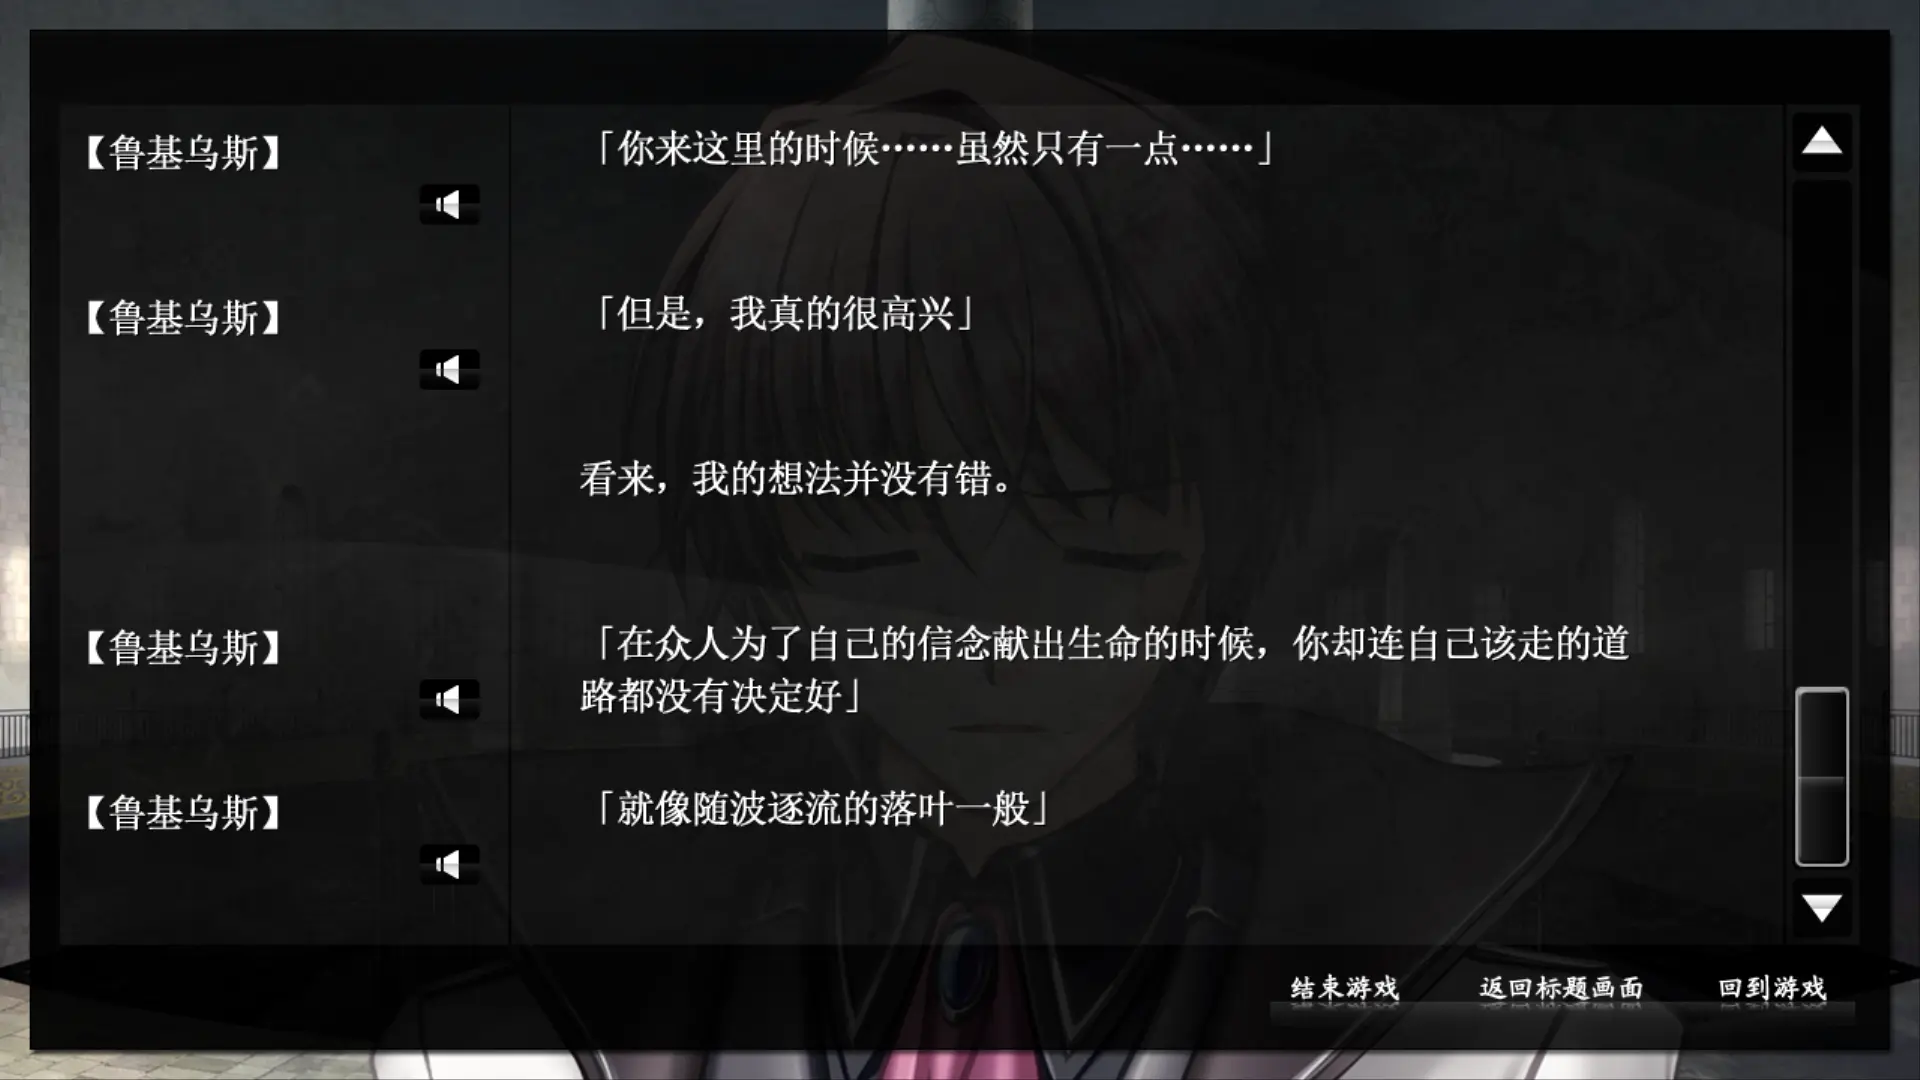 【鲁基乌斯】
「你来这里的时候……虽然只有一点……」
【鲁基乌斯】
「但是，我真的很高兴」
看来，我的想法并没有错。
【鲁基乌斯】
「在众人为了自己的信念献出生命的时候，你却连自己该走的道
路都没有决定好」
【鲁基乌斯】
「就像随波逐流的落叶一般」
结束游戏
返回标题画面
回到游戏